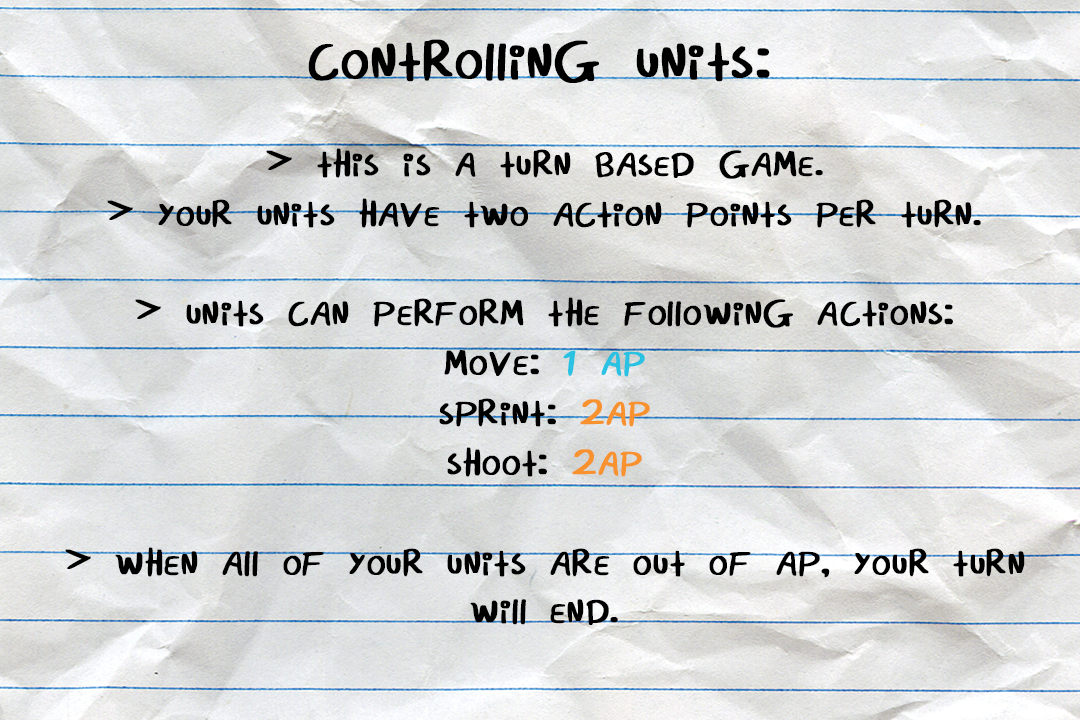 CONTROLLING UNITS:
> THIS IS A TURN BASED GAME.
> YOUR UNITS HAVE TWO ACTION POINTS PER TURN.
> UNITS CAN PERFORM THE FOLLOWING ACTIONS:
MOVE: 1 AP
SPRINT: 2AP
SHOOT: 2AP
> WHEN ALL OF YOUR UNITS ARE OUT OF AP, YOUR TURN
WILL END.